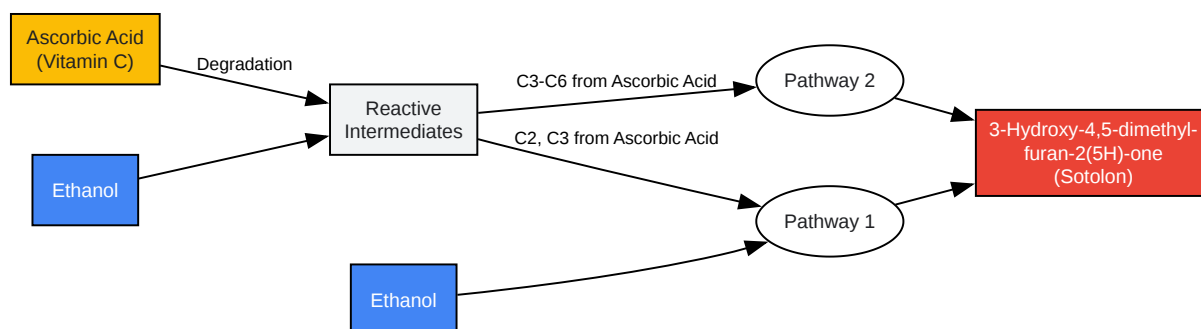 Ascorbic Acid
(Vitamin C)
Degradation
Ethanol
Reactive
Intermediates
C3-C6 from Ascorbic Acid
C2, C3 from Ascorbic Acid
Pathway 2
Pathway 1
Ethanol
3-Hydroxy-4,5-dimethyl-
furan-2(5H)-one
(Sotolon)